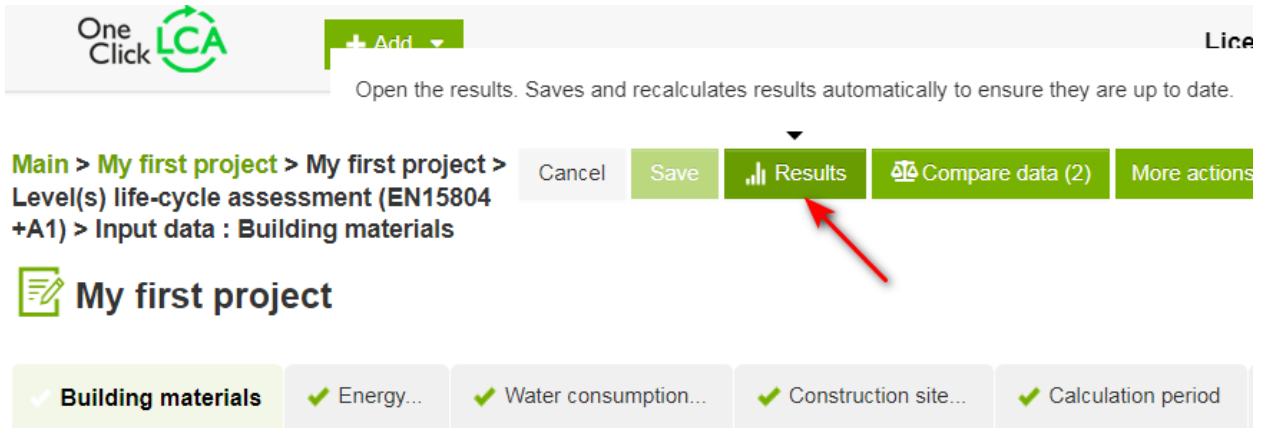 One
Click LCA
+ Add
Lice
Open the results. Saves and recalculates results automatically to ensure they are up to date.
Main > My first project > My first project >
Level(s) life-cycle assessment (EN15804
+A1) > Input data : Building materials
Cancel
Save
Results
Compare data (2)
More actions
My first project
Building materials
Energy...
Water consumption...
Construction site...
Calculation period